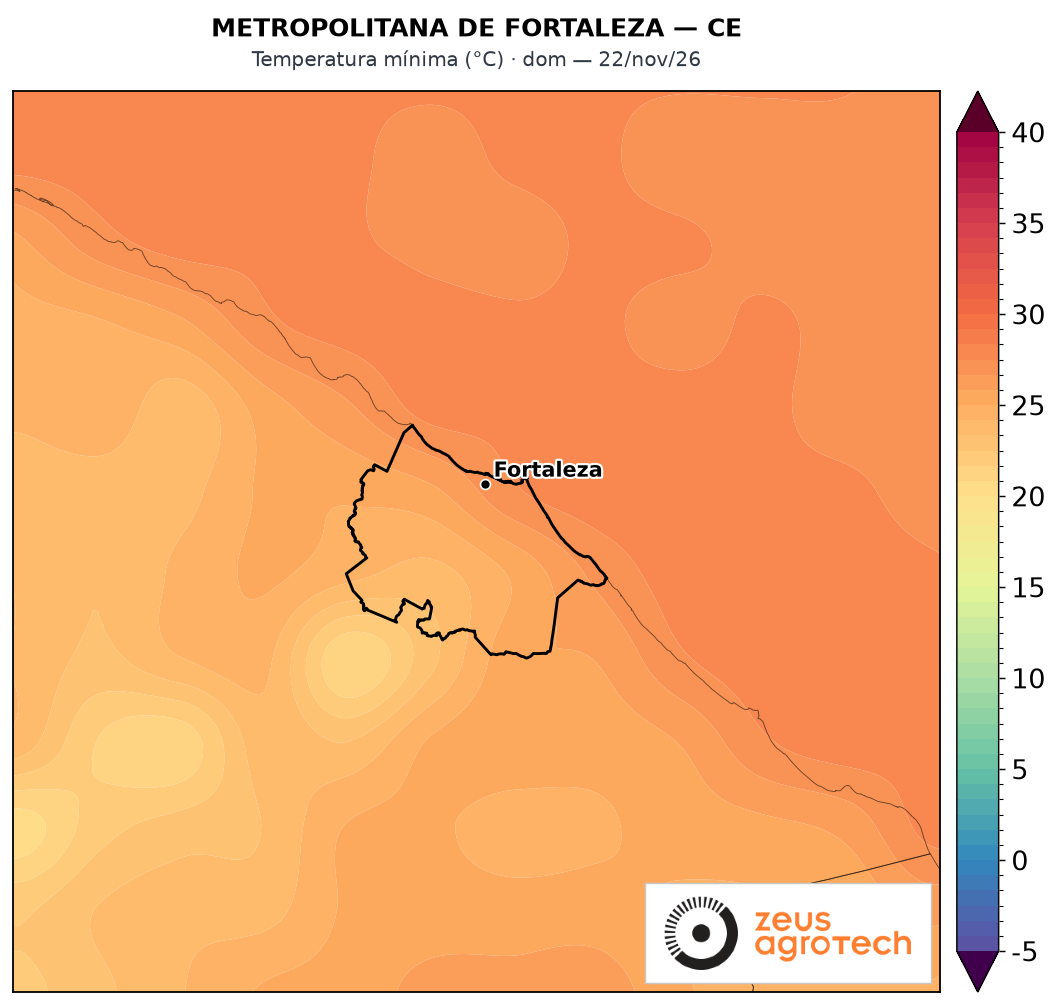 METROPOLITANA DE FORTALEZA — CE
Temperatura mínima (°C) · dom — 22/nov/26
Fortaleza
40
35
30
25
20
15
10
5
0
-5
zeus
agrotech